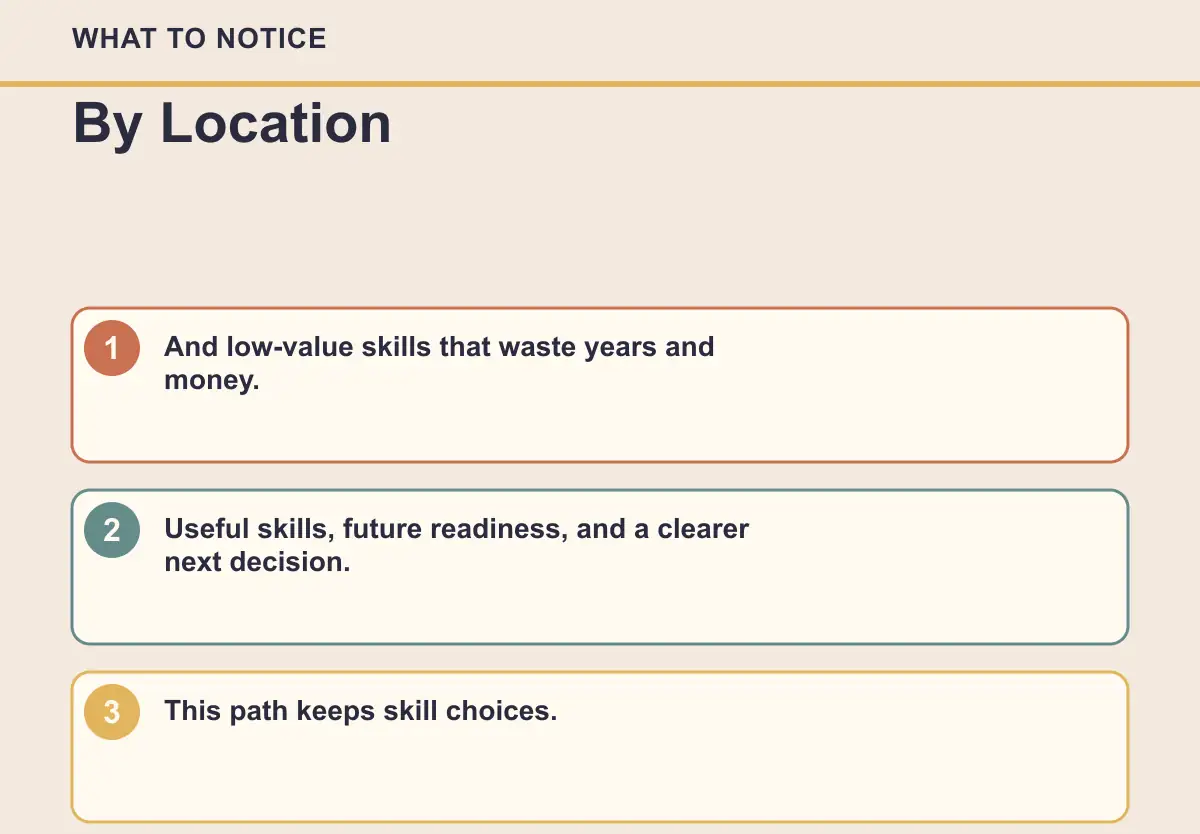 WHAT TO NOTICE
By Location
1
And low-value skills that waste years and
money.
2
Useful skills, future readiness, and a clearer
next decision.
3
This path keeps skill choices.